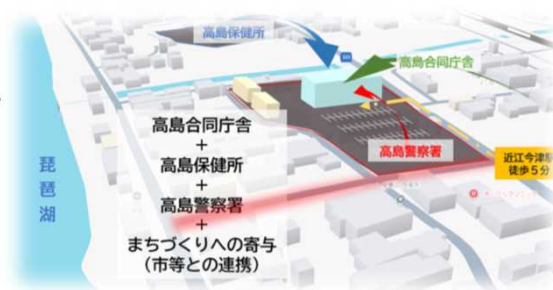 高島保健所
高島合同庁舎
高島警察署
近江今津駅
徒歩5分
琵琶湖
高島合同庁舎
+
高島保健所
+
高島警察署
+
まちづくりへの寄与
（市等との連携）